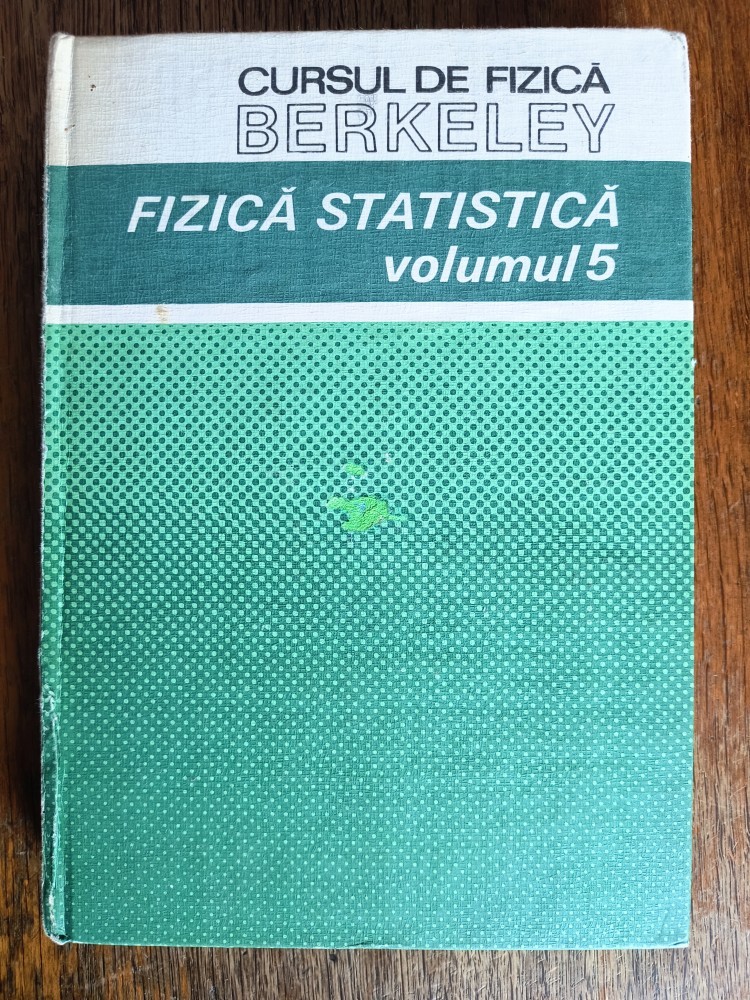 CURSUL DE FIZICĂ
BERKELEY
FIZICĂ STATISTICĂ
volumul 5